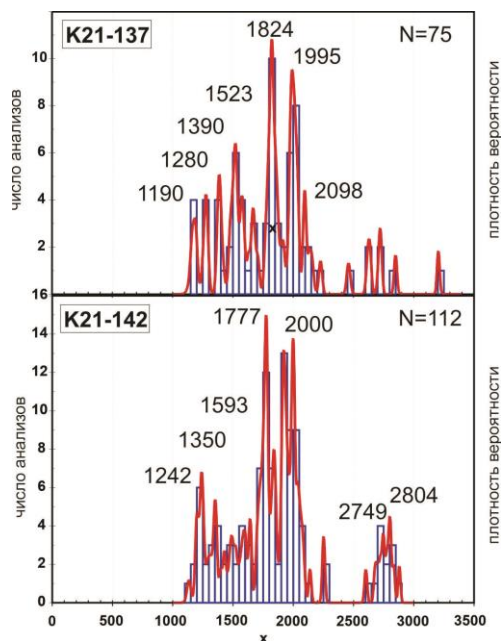 K21-137
N=75
1824
1995
1523
1390
1280
1190
2098
10
8
6
4
2
x
число анализов
плотность вероятности
16
K21-142
N=112
1777
2000
1593
1350
1242
2749
2804
14
12
10
8
6
4
2
0
число анализов
плотность вероятности
0 500 1000 1500 2000 2500 3000 3500
x